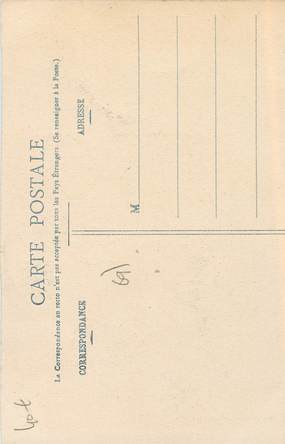 CARTE POSTALE
La Correspondance au recto n'est pas acceptée par tous les Pays Étrangers (Se renseigner à la Poste.)
CORRESPONDANCE
ADRESSE
M
69)